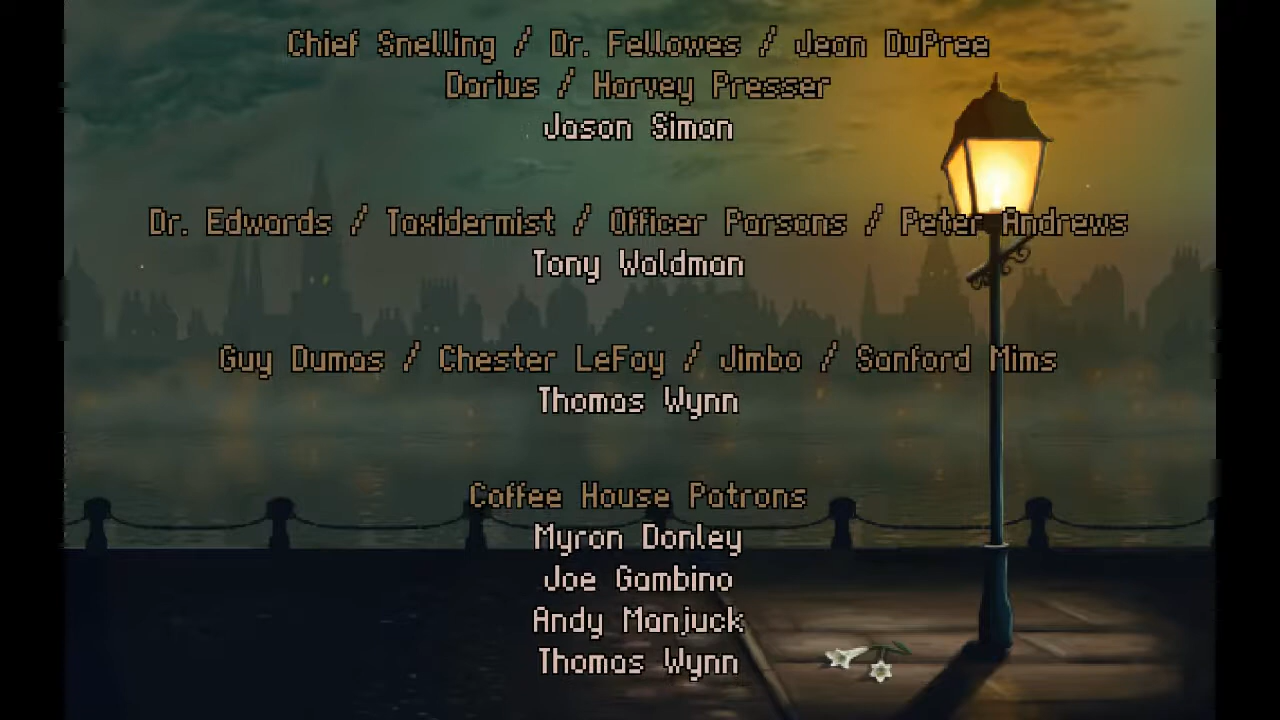 Chief Snelling / Dr. Fellowes / Jean DuPree
Darius / Harvey Presser
Jason Simon
Dr. Edwards / Taxidermist / Officer Parsons / Peter Andrews
Tony Waldman
Guy Dumas / Chester LeFay / Jimbo / Sanford Mims
Thomas Wynn
Coffee House Patrons
Myron Donley
Joe Gambino
Andy Manjuck
Thomas Wynn